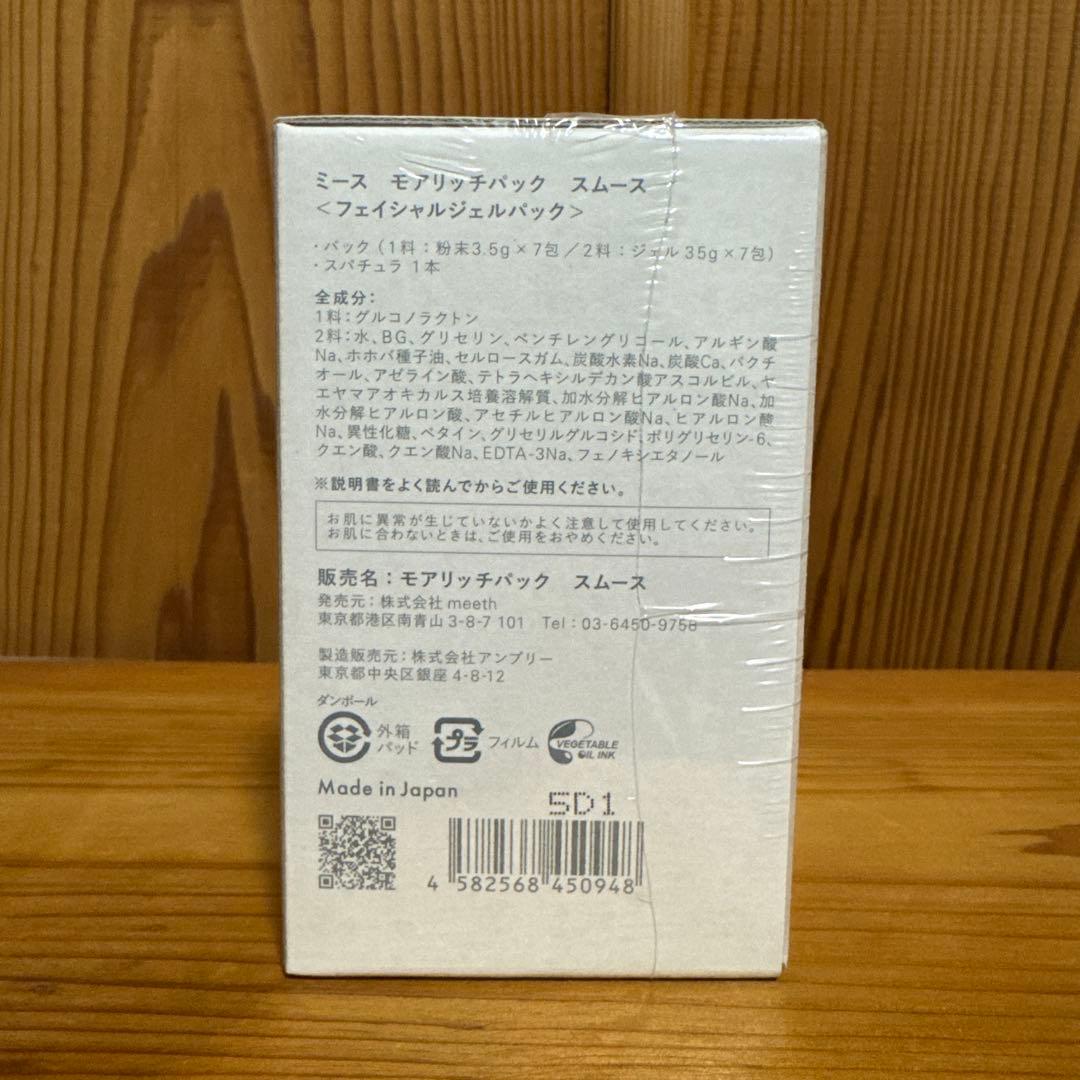 ミース　モアリッチパック　スムース
＜フェイシャルジェルパック＞
・パック（1料：粉末3.5g×7包／2料：ジェル 35g×7包）
・スパチュラ 1本
全成分：
1料：グルコノラクトン
2料：水、BG、グリセリン、ペンチレングリコール、アルギン酸
Na、ホホバ種子油、セルロースガム、炭酸水素Na、炭酸Ca、バクチ
オール、アゼライン酸、テトラヘキシルデカン酸アスコルビル、ヤ
エヤマアオキカルス培養溶解質、加水分解ヒアルロン酸Na、加
水分解ヒアルロン酸、アセチルヒアルロン酸Na、ヒアルロン酸
Na、異性化糖、ベタイン、グリセリルグルコシド、ポリグリセリン-6、
クエン酸、クエン酸Na、EDTA-3Na、フェノキシエタノール
※説明書をよく読んでからご使用ください。
お肌に異常が生じていないかよく注意して使用してください。
お肌に合わないときは、ご使用をおやめください。
販売名：モアリッチパック　スムース
発売元：株式会社 meeth
東京都港区南青山 3-8-7 101　Tel：03-6450-9758
製造販売元：株式会社アンブリー
東京都中央区銀座 4-8-12
ダンボール
外箱
パッド
プラ
フィルム
VEGETABLE
OIL INK
Made in Japan
5D1
4 582568 450948